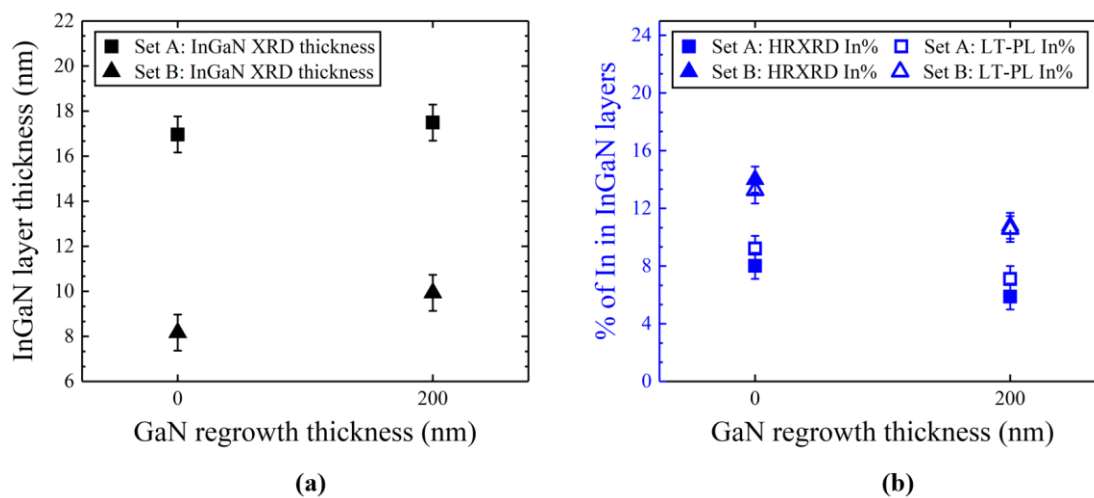 InGaN layer thickness (nm)
22
20
18
16
14
12
10
8
6
Set A: InGaN XRD thickness
Set B: InGaN XRD thickness
0
200
GaN regrowth thickness (nm)
(a)
% of In in InGaN layers
24
20
16
12
8
4
0
Set A: HRXRD In% Set A: LT-PL In%
Set B: HRXRD In% Set B: LT-PL In%
0
200
GaN regrowth thickness (nm)
(b)